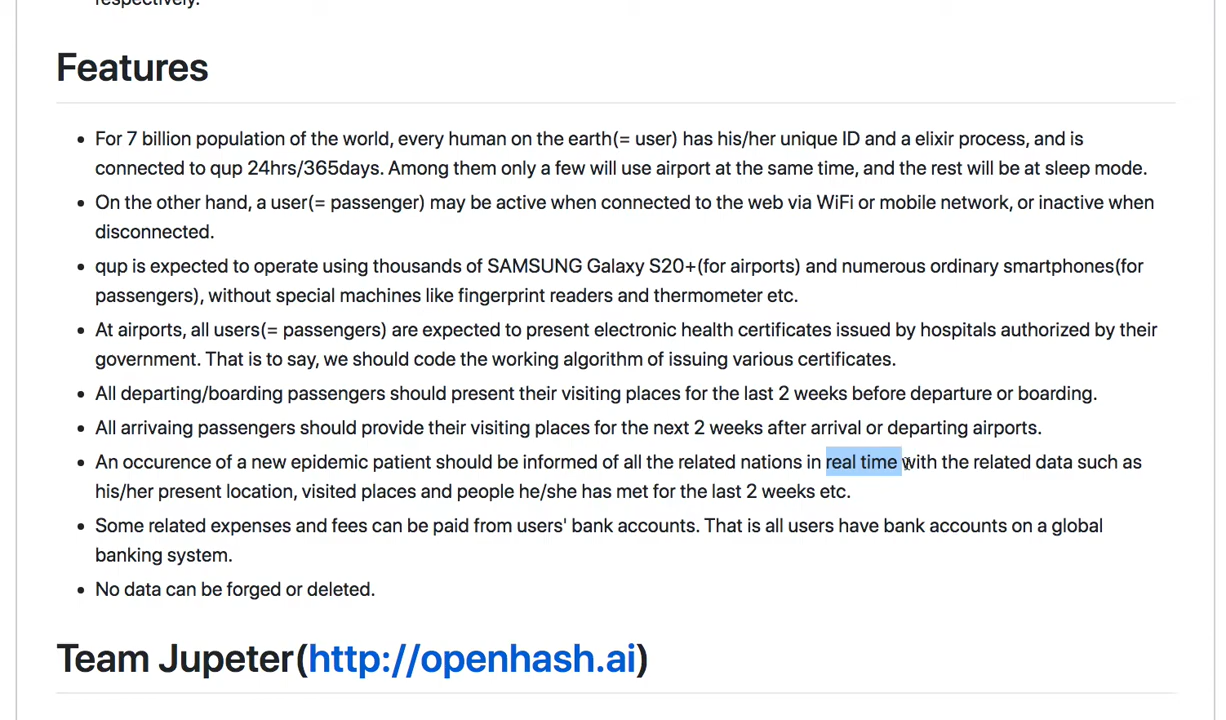 respectively.
Features
For 7 billion population of the world, every human on the earth(= user) has his/her unique ID and a elixir process, and is
connected to qup 24hrs/365days. Among them only a few will use airport at the same time, and the rest will be at sleep mode.
On the other hand, a user(= passenger) may be active when connected to the web via WiFi or mobile network, or inactive when
disconnected.
qup is expected to operate using thousands of SAMSUNG Galaxy S20+(for airports) and numerous ordinary smartphones(for
passengers), without special machines like fingerprint readers and thermometer etc.
At airports, all users(= passengers) are expected to present electronic health certificates issued by hospitals authorized by their
government. That is to say, we should code the working algorithm of issuing various certificates.
All departing/boarding passengers should present their visiting places for the last 2 weeks before departure or boarding.
All arrivaing passengers should provide their visiting places for the next 2 weeks after arrival or departing airports.
An occurence of a new epidemic patient should be informed of all the related nations in real time with the related data such as
his/her present location, visited places and people he/she has met for the last 2 weeks etc.
Some related expenses and fees can be paid from users' bank accounts. That is all users have bank accounts on a global
banking system.
No data can be forged or deleted.
Team Jupeter(http://openhash.ai)